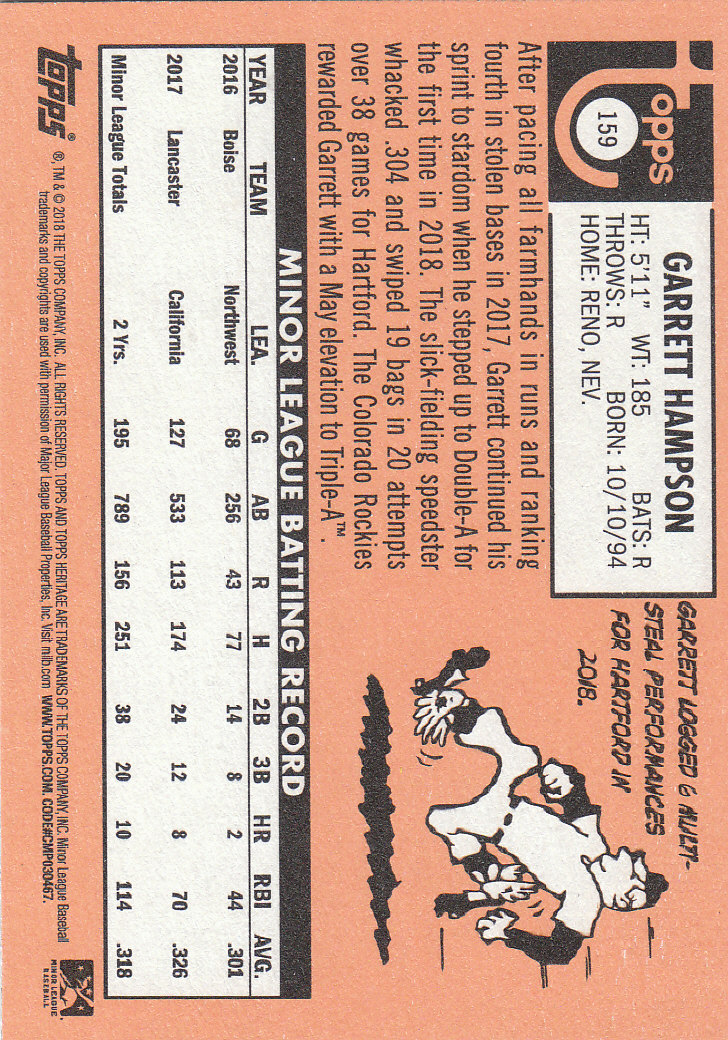 topps
159
GARRETT HAMPSON
HT: 5'11" WT: 185 BATS: R
THROWS: R BORN: 10/10/94
HOME: RENO, NEV.
GARRETT LOGGED 6 MULTI-
STEAL PERFORMANCES
FOR HARTFORD IN
2018.
After pacing all farmhands in runs and ranking
fourth in stolen bases in 2017, Garrett continued his
sprint to stardom when he stepped up to Double-A for
the first time in 2018. The slick-fielding speedster
whacked .304 and swiped 19 bags in 20 attempts
over 38 games for Hartford. The Colorado Rockies
rewarded Garrett with a May elevation to Triple-A™.
MINOR LEAGUE BATTING RECORD
YEAR TEAM LEA. G AB R H 2B 3B HR RBI AVG.
2016 Boise Northwest 68 256 43 77 14 8 2 44 .301
2017 Lancaster California 127 533 113 174 24 12 8 70 .326
Minor League Totals 2 Yrs. 195 789 156 251 38 20 10 114 .318
topps®
®, TM & © 2018 THE TOPPS COMPANY, INC. ALL RIGHTS RESERVED. TOPPS AND TOPPS HERITAGE ARE TRADEMARKS OF THE TOPPS COMPANY, INC. Minor League Baseball
trademarks and copyrights are used with permission of Major League Baseball Properties, Inc. Visit milb.com WWW.TOPPS.COM. CODE#CMP030467.
MINOR LEAGUE
BASEBALL